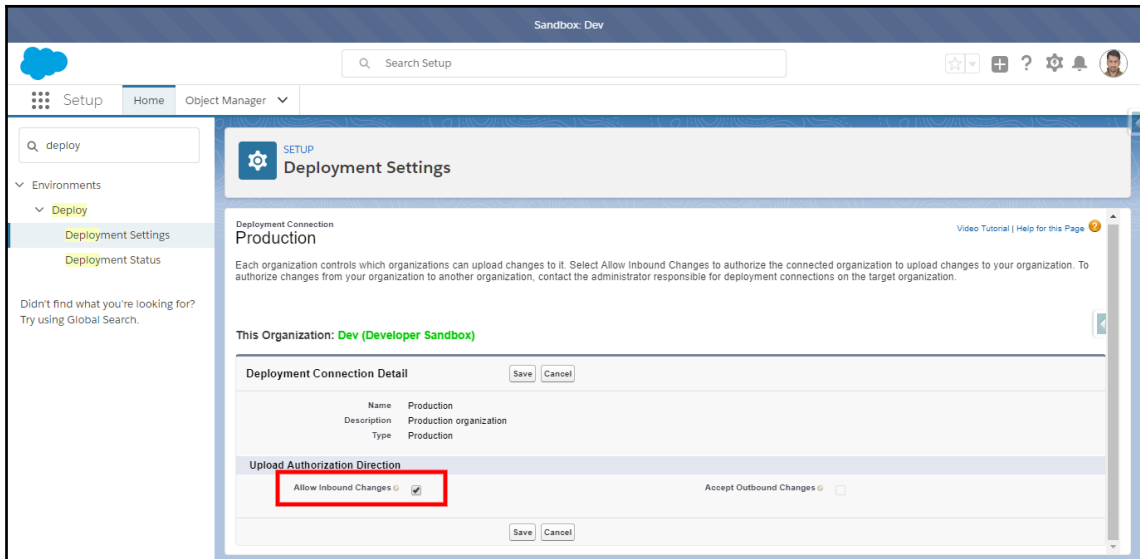 Sandbox: Dev
Search Setup
Setup
Home
Object Manager
deploy
Environments
Deploy
Deployment Settings
Deployment Status
Didn't find what you're looking for?
Try using Global Search.
SETUP
Deployment Settings
Deployment Connection
Production
Video Tutorial | Help for this Page
Each organization controls which organizations can upload changes to it. Select Allow Inbound Changes to authorize the connected organization to upload changes to your organization. To
authorize changes from your organization to another organization, contact the administrator responsible for deployment connections on the target organization.
This Organization: Dev (Developer Sandbox)
Deployment Connection Detail
Save Cancel
Name Production
Description Production organization
Type Production
Upload Authorization Direction
Allow Inbound Changes
Accept Outbound Changes
Save Cancel